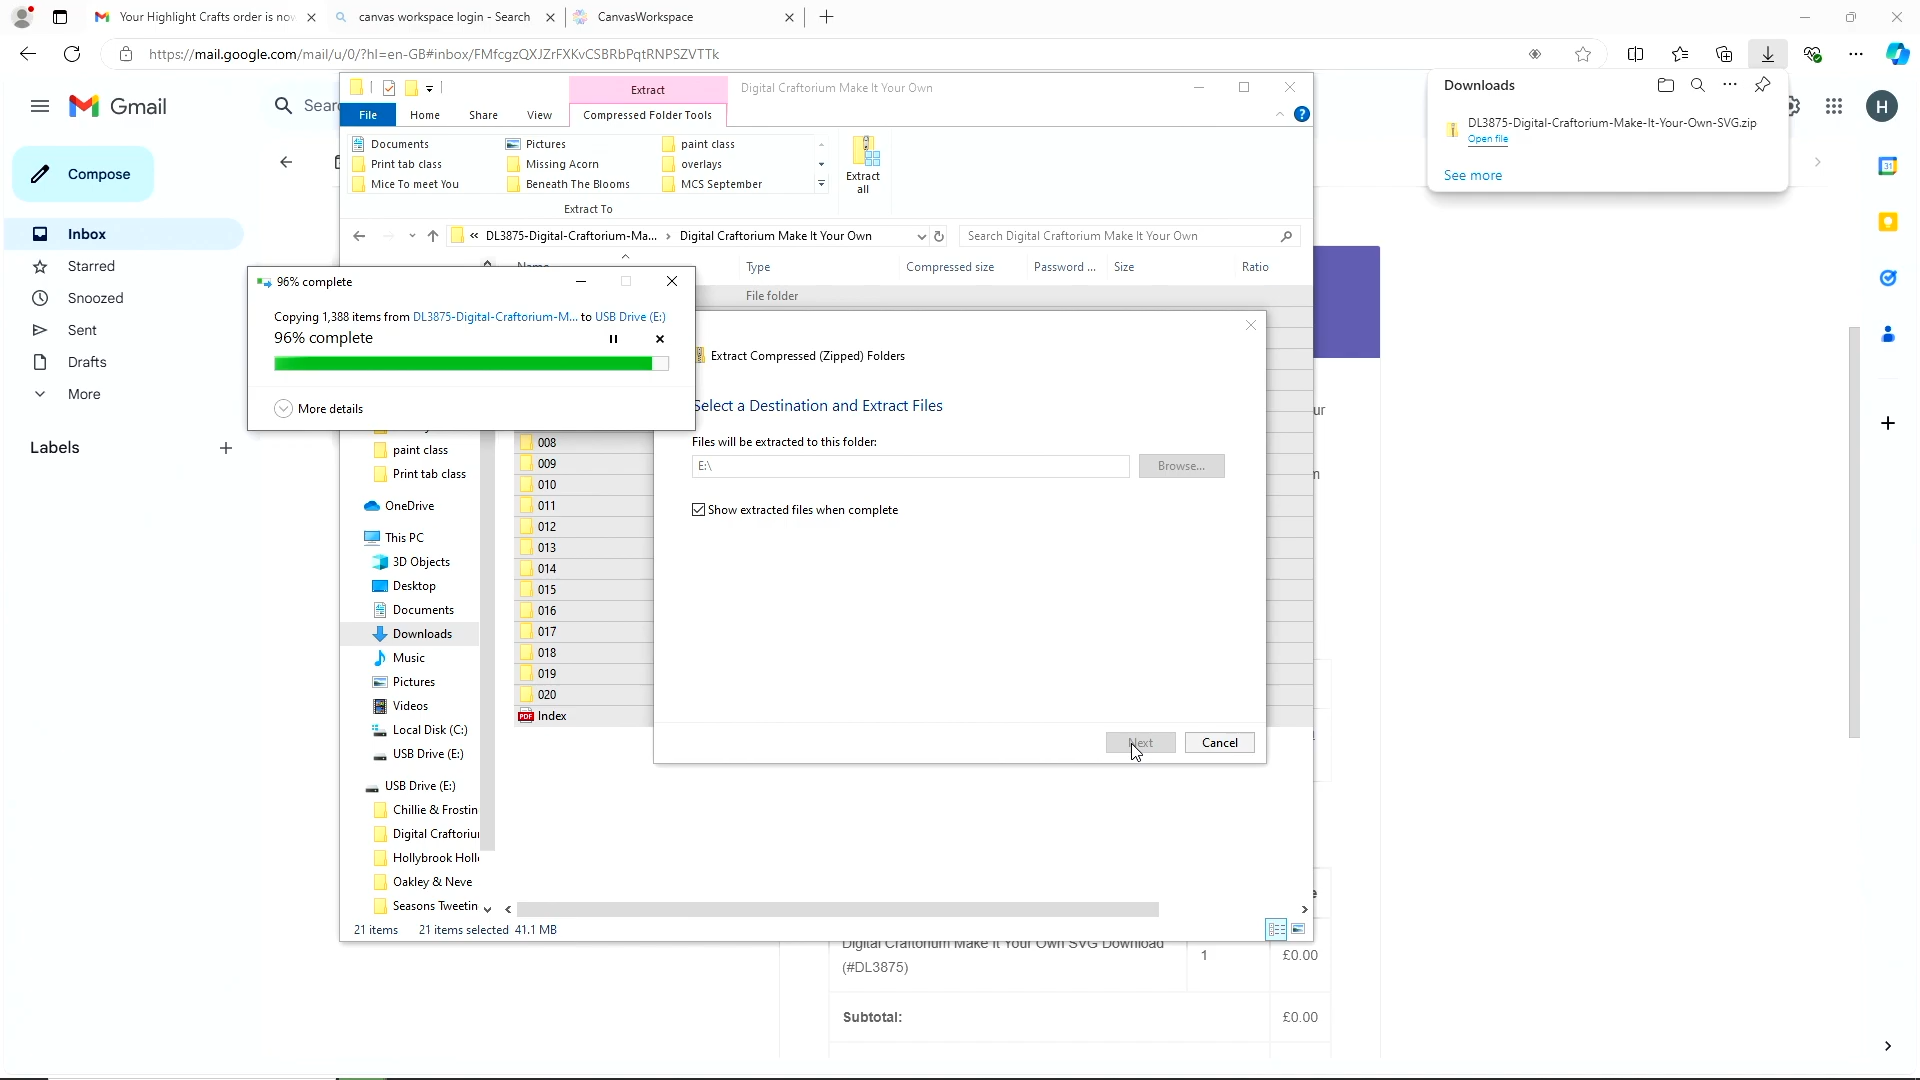 Your Highlight Crafts order is now
canvas workspace login - Search
CanvasWorkspace
https://mail.google.com/mail/u/0/?hl=en-GB#inbox/FMfcgzQXJZrFXKvCSBRbPqtRNPSZVTTk
Gmail
Compose
Inbox
Starred
Snoozed
Sent
Drafts
More
Labels
Extract
Digital Craftorium Make It Your Own
File
Home
Share
View
Compressed Folder Tools
Documents
Pictures
paint class
Print tab class
Missing Acorn
overlays
Mice To meet You
Beneath The Blooms
MCS September
Extract all
Extract To
« DL3875-Digital-Craftorium-Ma... › Digital Craftorium Make It Your Own
Search Digital Craftorium Make It Your Own
Type
Compressed size
Password ...
Size
Ratio
File folder
96% complete
Copying 1,388 items from DL3875-Digital-Craftorium-M... to USB Drive (E:)
96% complete
More details
Extract Compressed (Zipped) Folders
Select a Destination and Extract Files
Files will be extracted to this folder:
E:\
Browse...
Show extracted files when complete
Next
Cancel
paint class
Print tab class
OneDrive
This PC
3D Objects
Desktop
Documents
Downloads
Music
Pictures
Videos
Local Disk (C:)
USB Drive (E:)
USB Drive (E:)
Chillie & Frostin
Digital Craftoriu
Hollybrook Holl
Oakley & Neve
Seasons Tweetin
008
009
010
011
012
013
014
015
016
017
018
019
020
Index
21 items
21 items selected 41.1 MB
Downloads
DL3875-Digital-Craftorium-Make-It-Your-Own-SVG.zip
Open file
See more
H
31
Digital Craftorium Make It Your Own SVG Download
(#DL3875)
1
£0.00
Subtotal:
£0.00